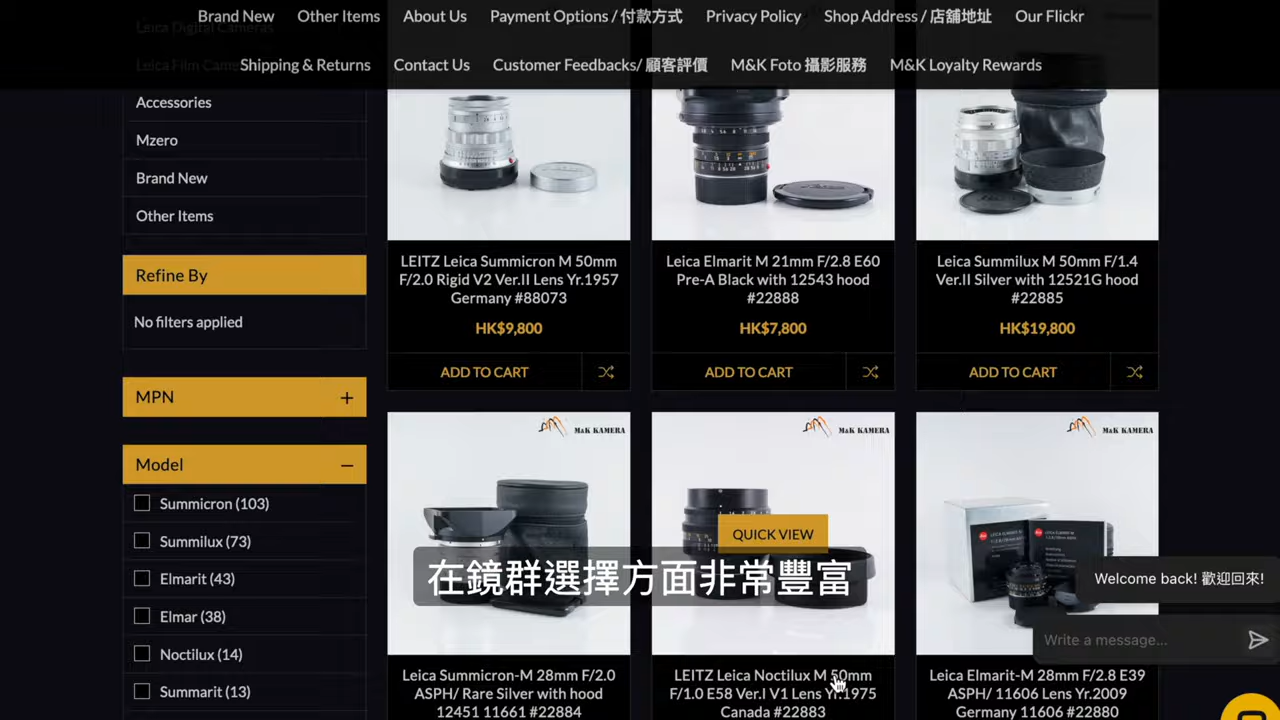 Brand New
Other Items
About Us
Payment Options / 付款方式
Privacy Policy
Shop Address / 店舖地址
Our Flickr
Leica Digital Cameras
Shipping & Returns
Contact Us
Customer Feedbacks/ 顧客評價
M&K Foto 攝影服務
M&K Loyalty Rewards
Accessories
Mzero
Brand New
Other Items
Refine By
No filters applied
MPN
Model
Summicron (103)
Summilux (73)
Elmarit (43)
Elmar (38)
Noctilux (14)
Summarit (13)
LEITZ Leica Summicron M 50mm
F/2.0 Rigid V2 Ver.II Lens Yr.1957
Germany #88073
HK$9,800
ADD TO CART
Leica Elmarit M 21mm F/2.8 E60
Pre-A Black with 12543 hood
#22888
HK$7,800
ADD TO CART
Leica Summilux M 50mm F/1.4
Ver.II Silver with 12521G hood
#22885
HK$19,800
ADD TO CART
M&K KAMERA
M&K KAMERA
M&K KAMERA
QUICK VIEW
在鏡群選擇方面非常豐富
Welcome back! 歡迎回來!
Write a message...
Leica Summicron-M 28mm F/2.0
ASPH/ Rare Silver with hood
12451 11661 #22884
LEITZ Leica Noctilux M 50mm
F/1.0 E58 Ver.I V1 Lens Yr.1975
Canada #22883
Leica Elmarit-M 28mm F/2.8 E39
ASPH/ 11606 Lens Yr.2009
Germany 11606 #22880